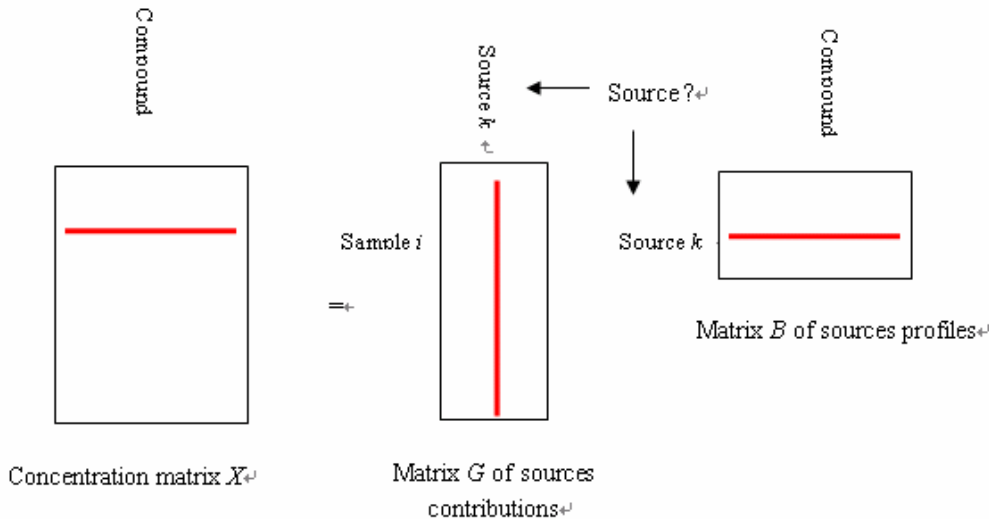 Compound
Source k
Source ?
Compound
Sample i
Source k
=
Matrix B of sources profiles
Concentration matrix X
Matrix G of sources
contributions